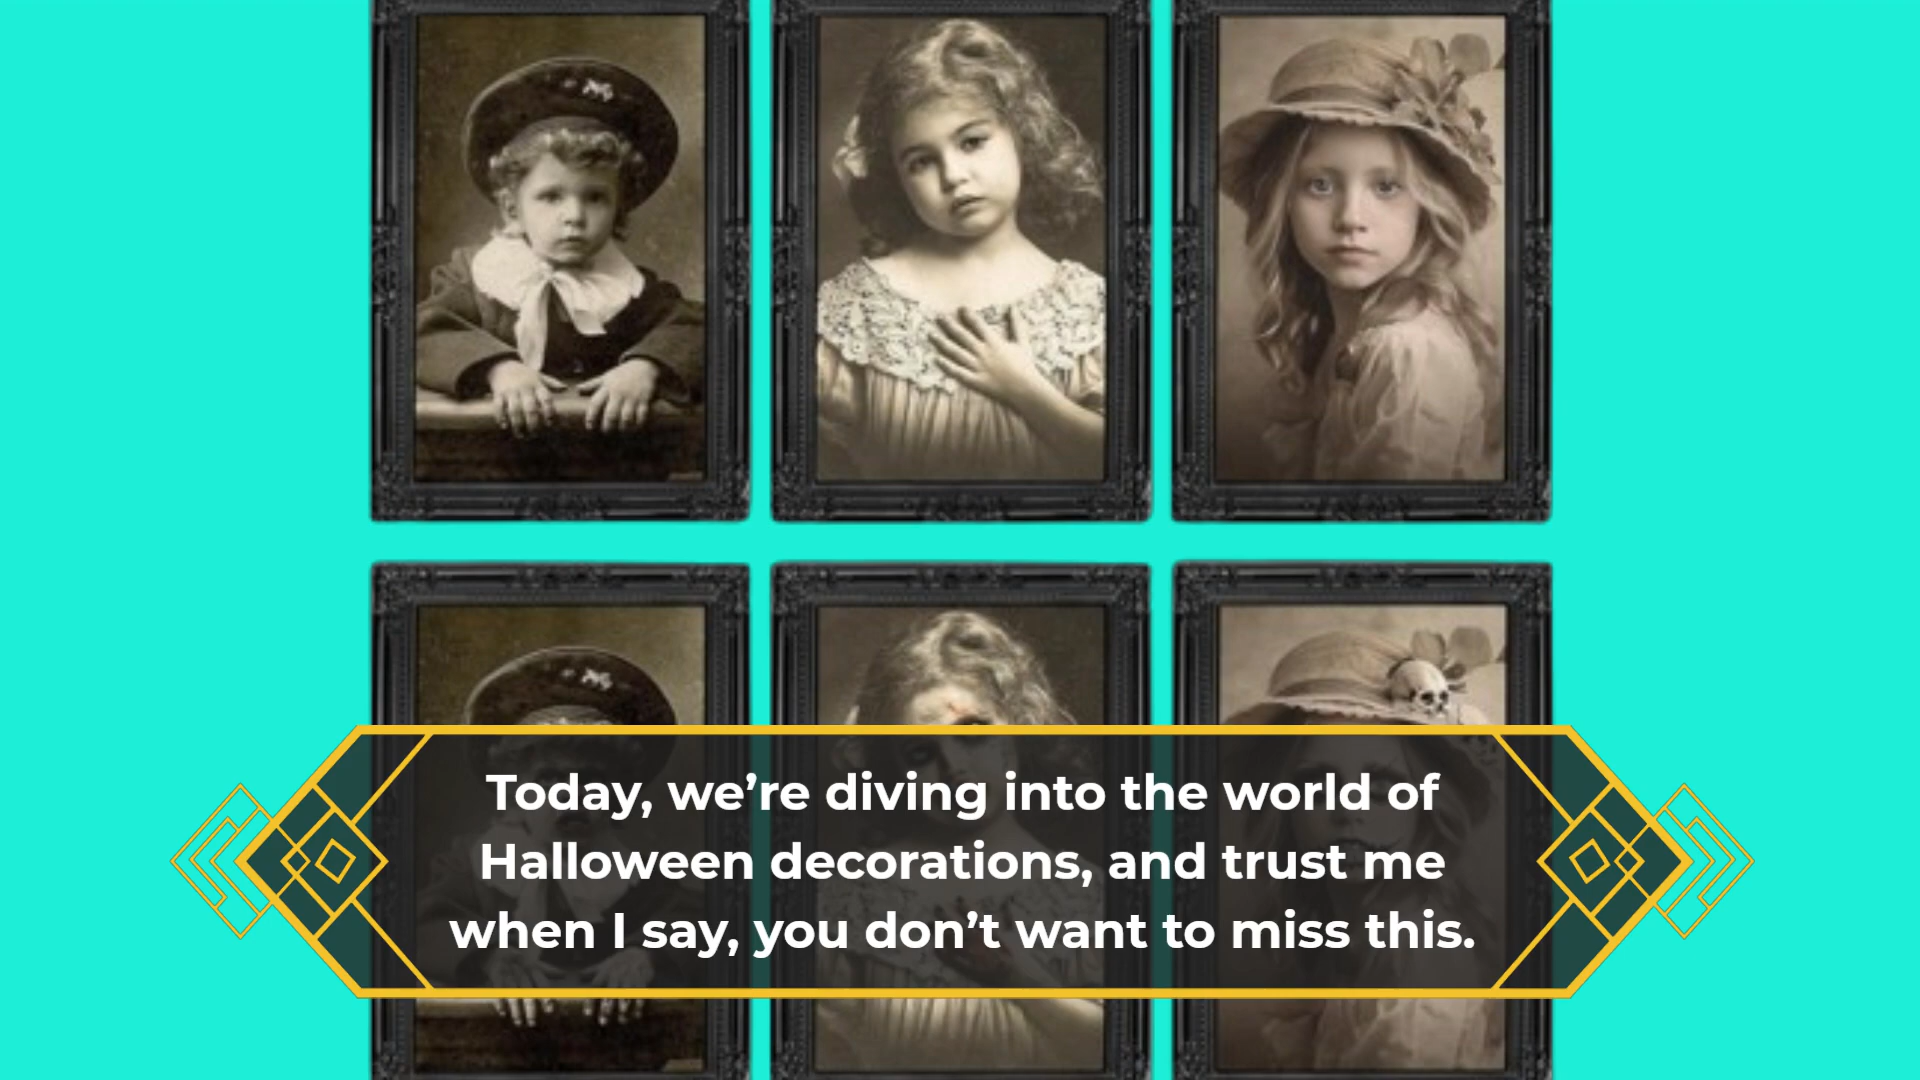 Today, we’re diving into the world of
Halloween decorations, and trust me
when I say, you don’t want to miss this.